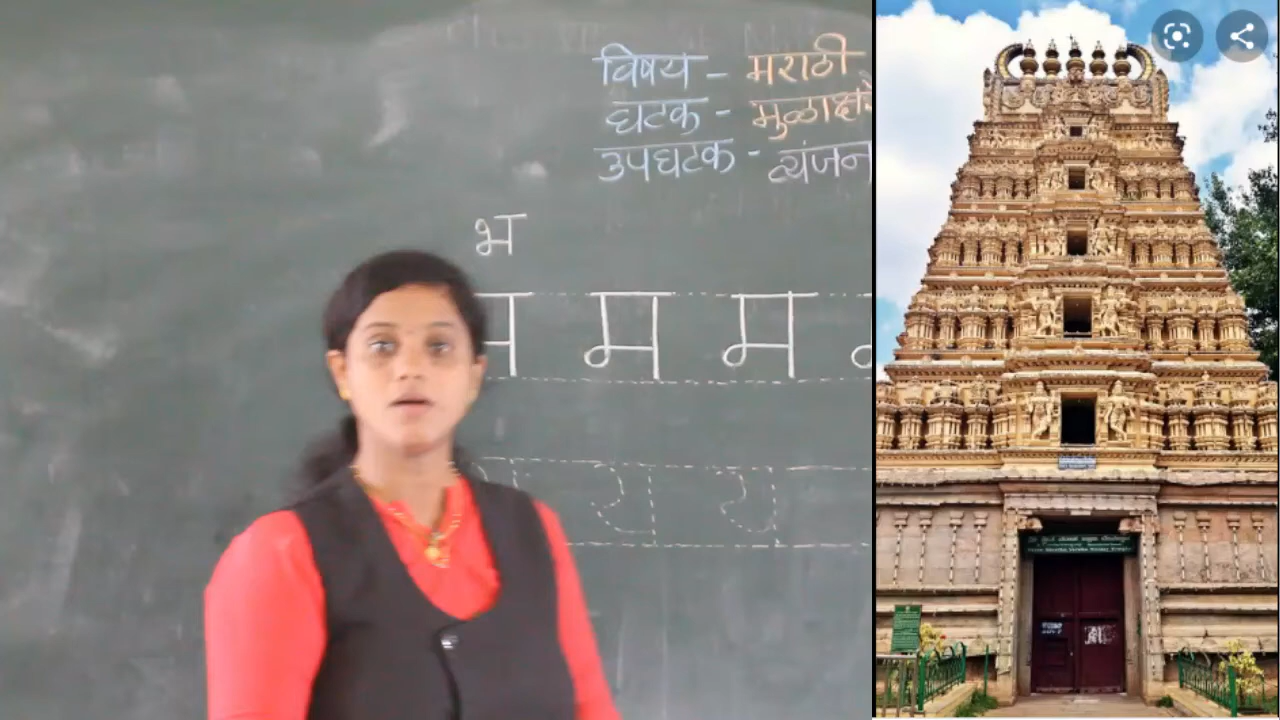 विषय - मराठी
घटक - मुळाक्षरे
उपघटक - व्यंजन
भ
म म म
य य